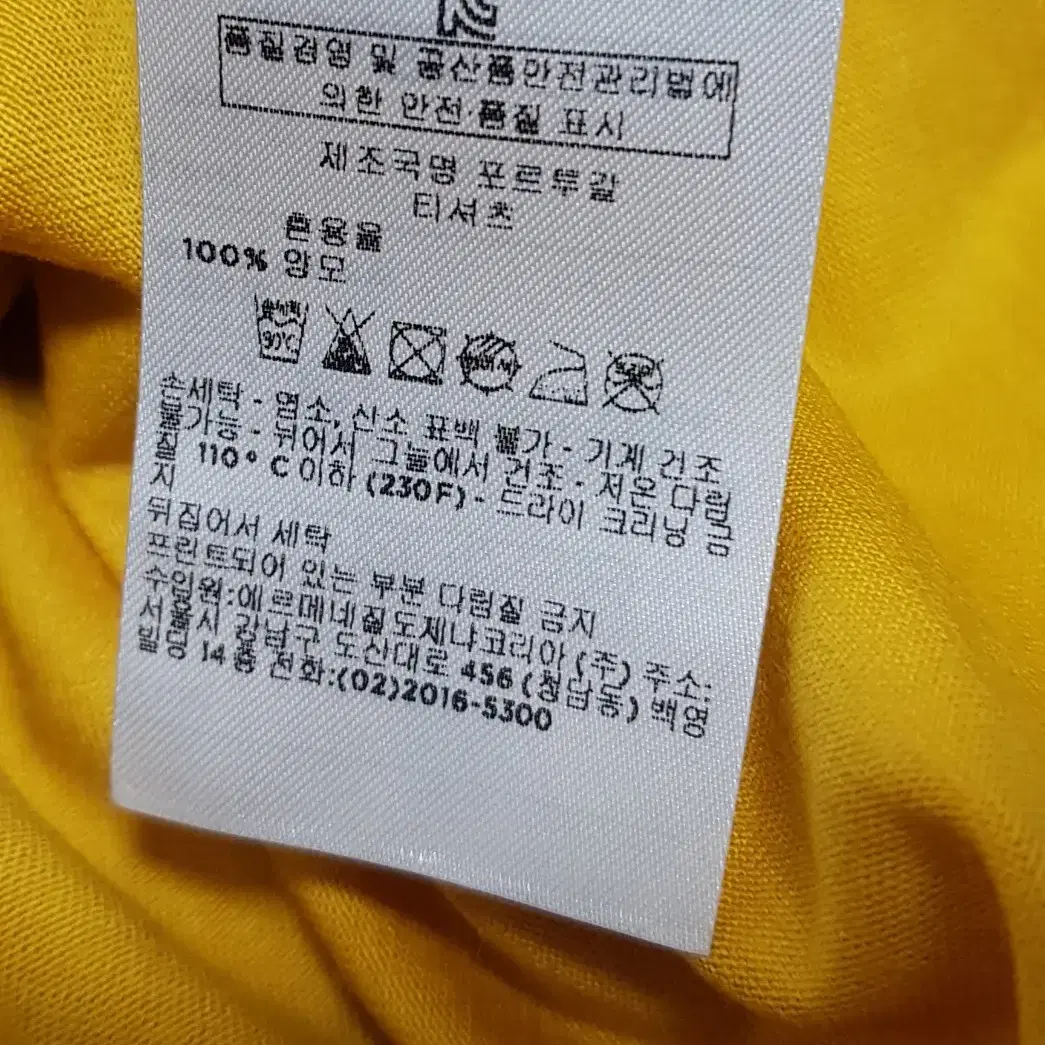 품질경영 및 공산품안전관리법에
의한 안전·품질 표시
제조국명 포르투갈
티셔츠
혼용율
100% 양모
손세탁 - 염소, 산소 표백 불가 - 기계 건조
불가능 - 뉘어서 그늘에서 건조 - 저온 다림
질 110° C 이하 (230F) - 드라이 크리닝 금
지
뒤집어서 세탁
프린트되어 있는 부분 다림질 금지
수입원:에르메네질도제냐코리아 (주) 주소:
서울시 강남구 도산대로 456 (청담동) 백영
빌딩 14층 전화:(02)2016-5300